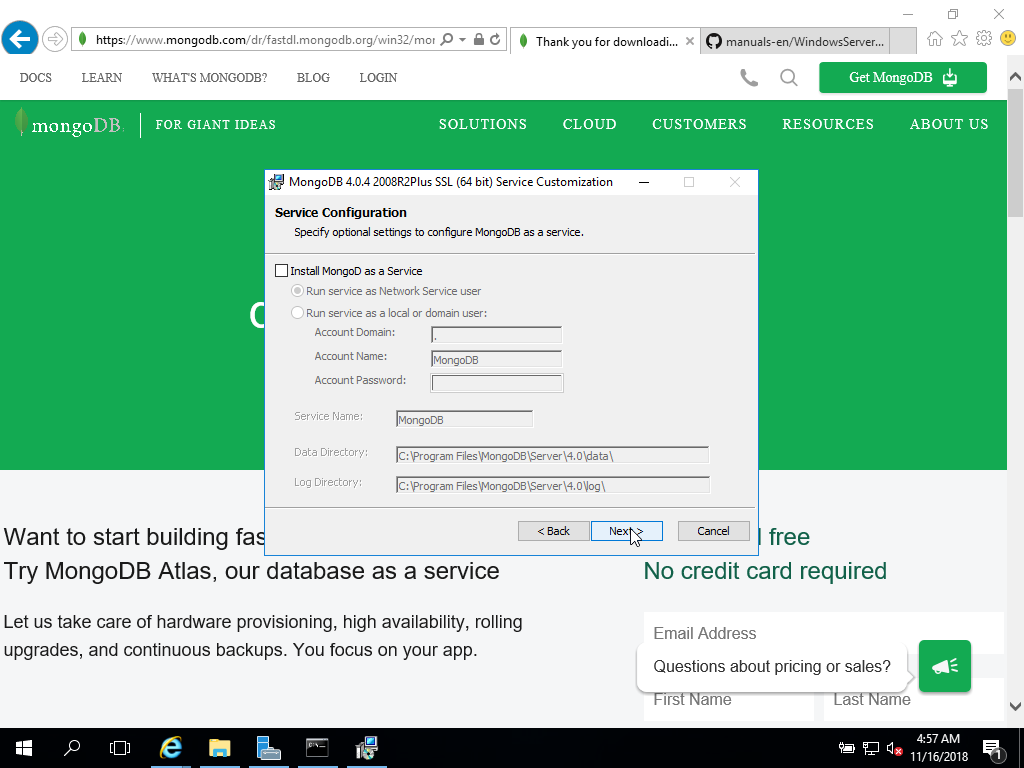 https://www.mongodb.com/dr/fastdl.mongodb.org/win32/mon
Thank you for downloadi...
manuals-en/WindowsServer...
DOCS LEARN WHAT'S MONGODB? BLOG LOGIN
Get MongoDB
mongoDB. FOR GIANT IDEAS
SOLUTIONS CLOUD CUSTOMERS RESOURCES ABOUT US
MongoDB 4.0.4 2008R2Plus SSL (64 bit) Service Customization
Service Configuration
Specify optional settings to configure MongoDB as a service.
Install MongoD as a Service
Run service as Network Service user
Run service as a local or domain user:
Account Domain: .
Account Name: MongoDB
Account Password:
Service Name: MongoDB
Data Directory: C:\Program Files\MongoDB\Server\4.0\data\
Log Directory: C:\Program Files\MongoDB\Server\4.0\log\
< Back Next > Cancel
Want to start building fas
Try MongoDB Atlas, our database as a service
Let us take care of hardware provisioning, high availability, rolling
upgrades, and continuous backups. You focus on your app.
free
No credit card required
Email Address
Questions about pricing or sales?
First Name Last Name
4:57 AM
11/16/2018
1